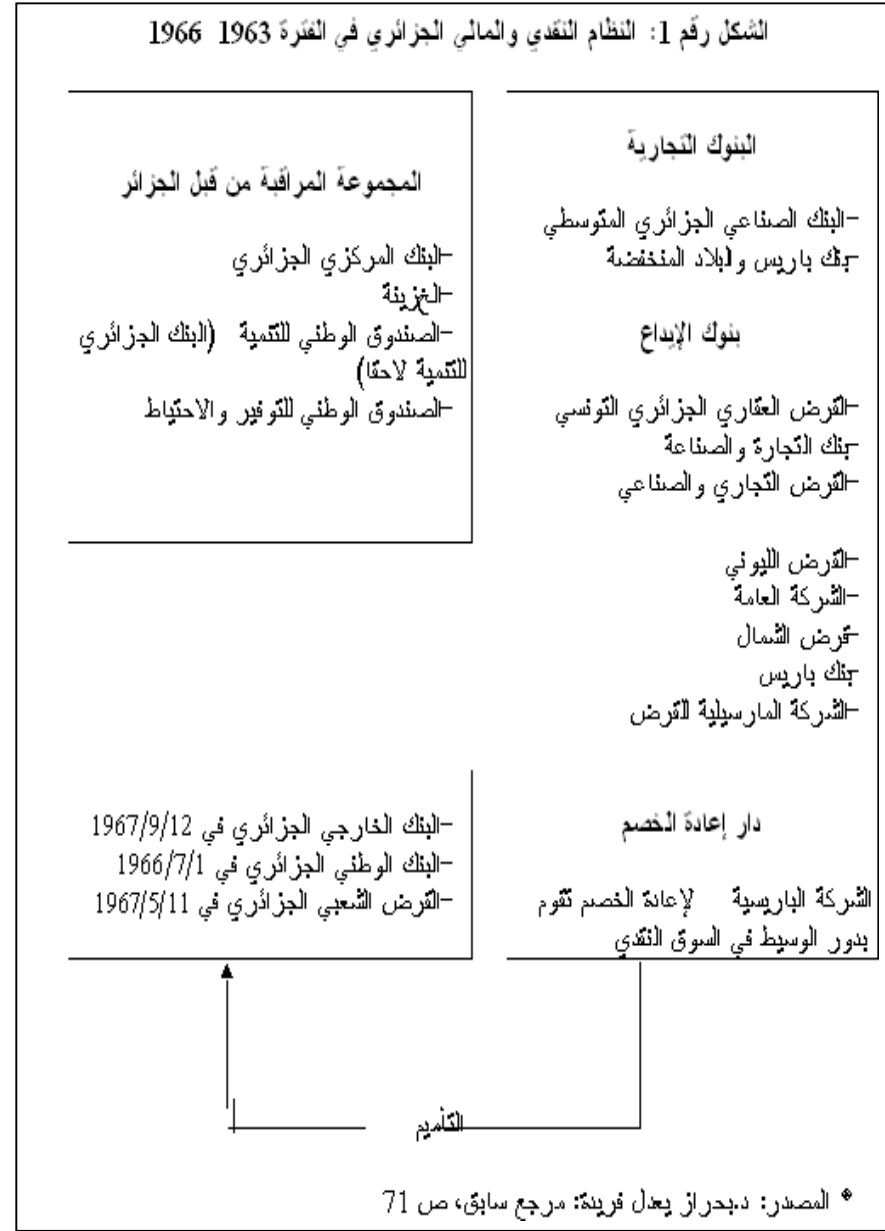 الشكل رقم 1: النظام النقدي والمالي الجزائري في الفترة 1963 1966
البنوك التجارية
-البنك الصناعي الجزائري المتوسطي
-بنك باريس والبلاد المنخفضة
بنوك الإيداع
-القرض العقاري الجزائري التونسي
-بنك التجارة والصناعة
-القرض التجاري والصناعي
-القرض الليوني
-الشركة العامة
-قرض الشمال
-بنك باريس
-الشركة المارسيلية للقرض
دار إعادة الخصم
الشركة الباريسية لإعادة الخصم تقوم
بدور الوسيط في السوق النقدي
المجموعة المراقبة من قبل الجزائر
-البنك المركزي الجزائري
-الخزينة
-الصندوق الوطني للتنمية (البنك الجزائري
للتنمية لاحقا)
-الصندوق الوطني للتوفير والاحتياط
-البنك الخارجي الجزائري في 1967/9/12
-البنك الوطني الجزائري في 1966/7/1
-القرض الشعبي الجزائري في 1967/5/11
التأميم
* المصدر: د.بحراز يعدل فريدة: مرجع سابق، ص 71